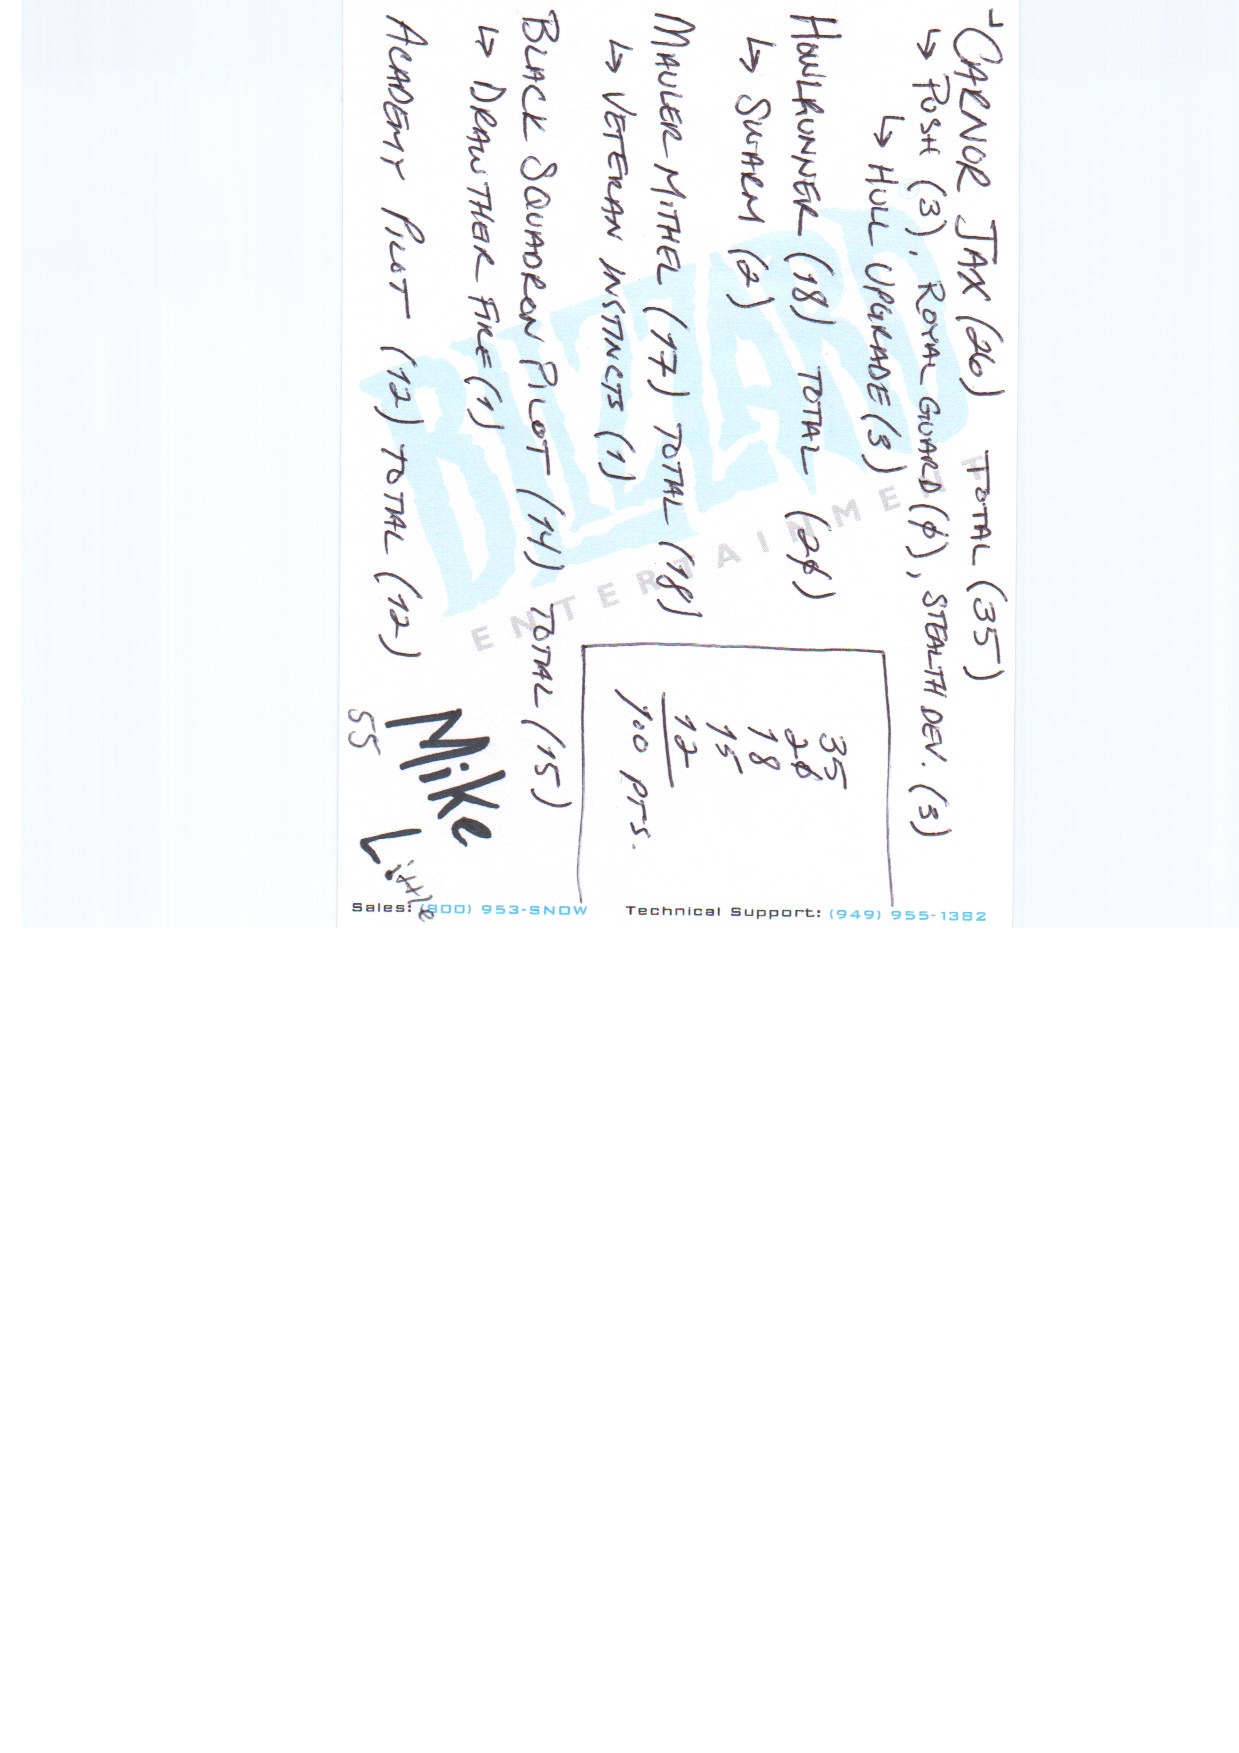 CARNOR JAX (26) TOTAL (35)
↳ PUSH (3), ROYAL GUARD (0), STEALTH DEV. (3)
↳ HULL UPGRADE (3)
HOWLRUNNER (18) TOTAL (20)
↳ SWARM (2)
MAULER MITHEL (17) TOTAL (18)
↳ VETERAN INSTINCTS (1)
BLACK SQUADRON PILOT (14) TOTAL (15)
↳ DRAW THEIR FIRE (1)
ACADEMY PILOT (12) TOTAL (12)
35
20
18
15
12
100 PTS.
Mike
Little
55
BLIZZARD
ENTERTAINMENT
Sales: (800) 953-SNOW Technical Support: (949) 955-1382